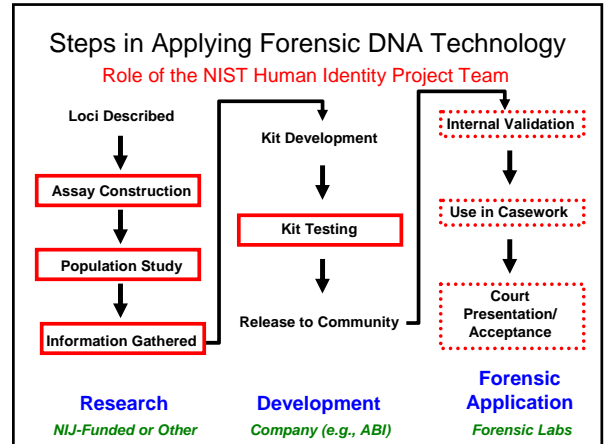 Steps in Applying Forensic DNA Technology
Role of the NIST Human Identity Project Team
Loci Described
Assay Construction
Population Study
Information Gathered
Research
NIJ-Funded or Other
Kit Development
Kit Testing
Release to Community
Development
Company (e.g., ABI)
Internal Validation
Use in Casework
Court
Presentation/
Acceptance
Forensic
Application
Forensic Labs